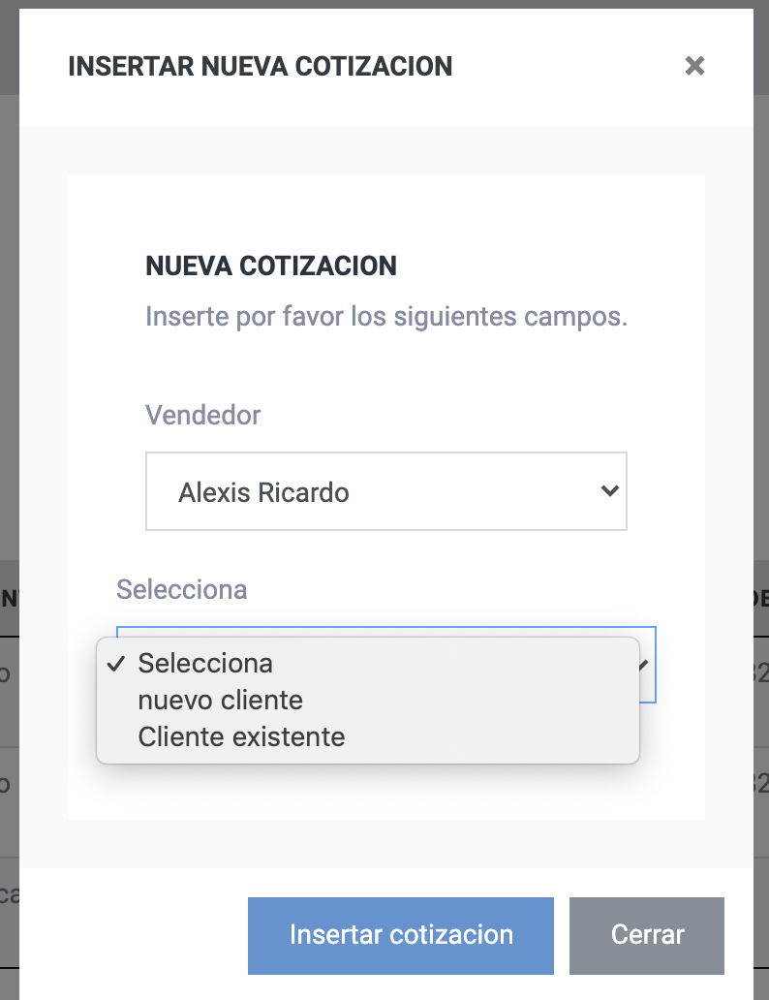 INSERTAR NUEVA COTIZACION
NUEVA COTIZACION
Inserte por favor los siguientes campos.
Vendedor
Alexis Ricardo
Selecciona
Selecciona
nuevo cliente
Cliente existente
Insertar cotizacion
Cerrar